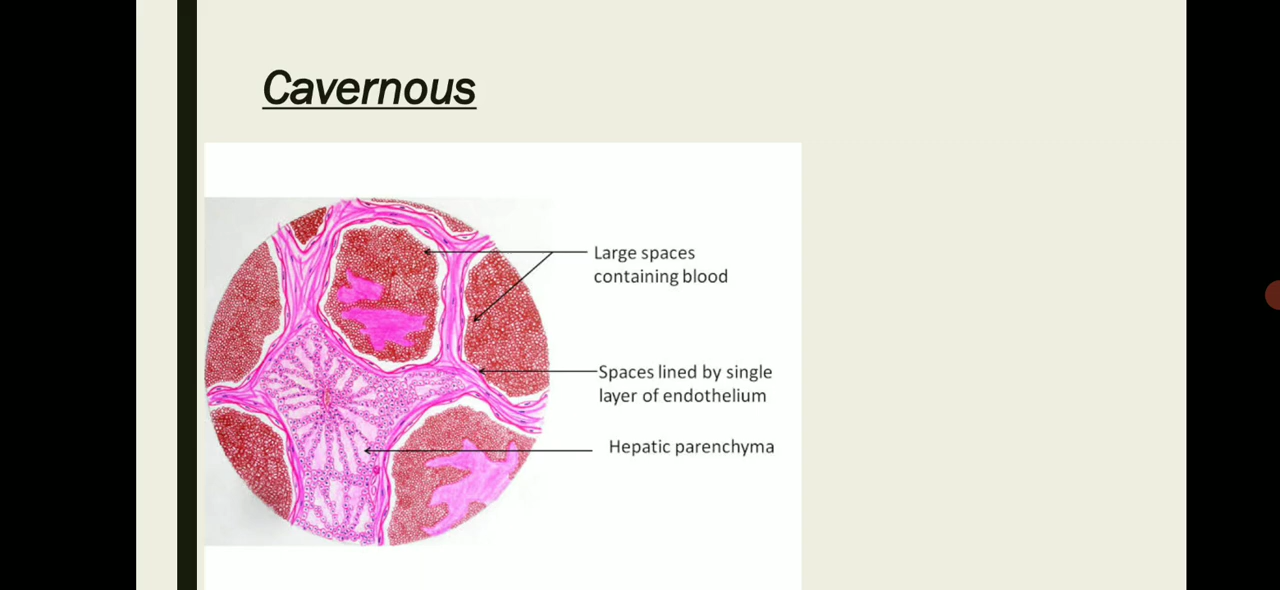 Cavernous
Large spaces
containing blood
Spaces lined by single
layer of endothelium
Hepatic parenchyma